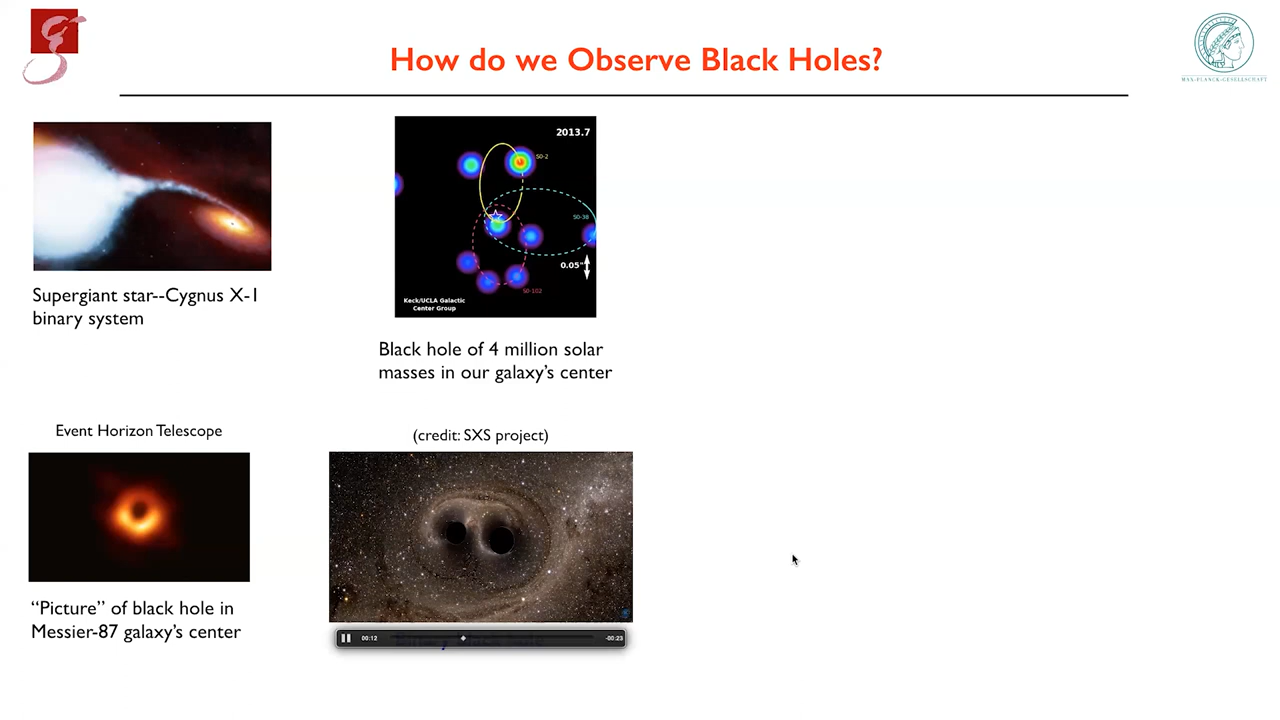 How do we Observe Black Holes?
MAX-PLANCK-GESELLSCHAFT
2013.7
S0-2
S0-38
0.05"
S0-102
Keck/UCLA Galactic
Center Group
Supergiant star--Cygnus X-1
binary system
Black hole of 4 million solar
masses in our galaxy’s center
Event Horizon Telescope
“Picture” of black hole in
Messier-87 galaxy’s center
(credit: SXS project)
00:12
-00:23